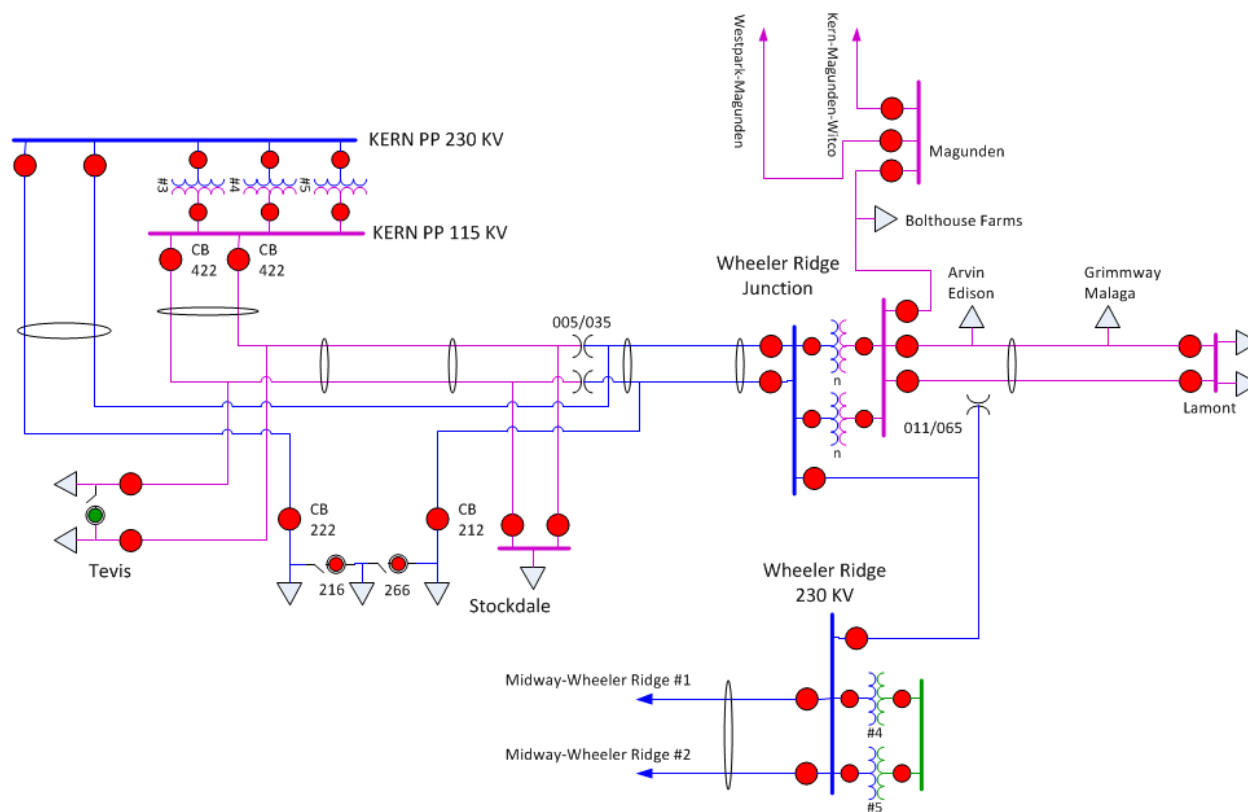 Westpark-Magunden
Kern-Magunden-Witco
KERN PP 230 KV
Magunden
#3
#4
#5
Bolthouse Farms
KERN PP 115 KV
CB
422
CB
422
Wheeler Ridge
Junction
Arvin
Edison
Grimmway
Malaga
005/035
n
n
011/065
Lamont
CB
222
CB
212
216
266
Tevis
Stockdale
Wheeler Ridge
230 KV
Midway-Wheeler Ridge #1
#4
Midway-Wheeler Ridge #2
#5